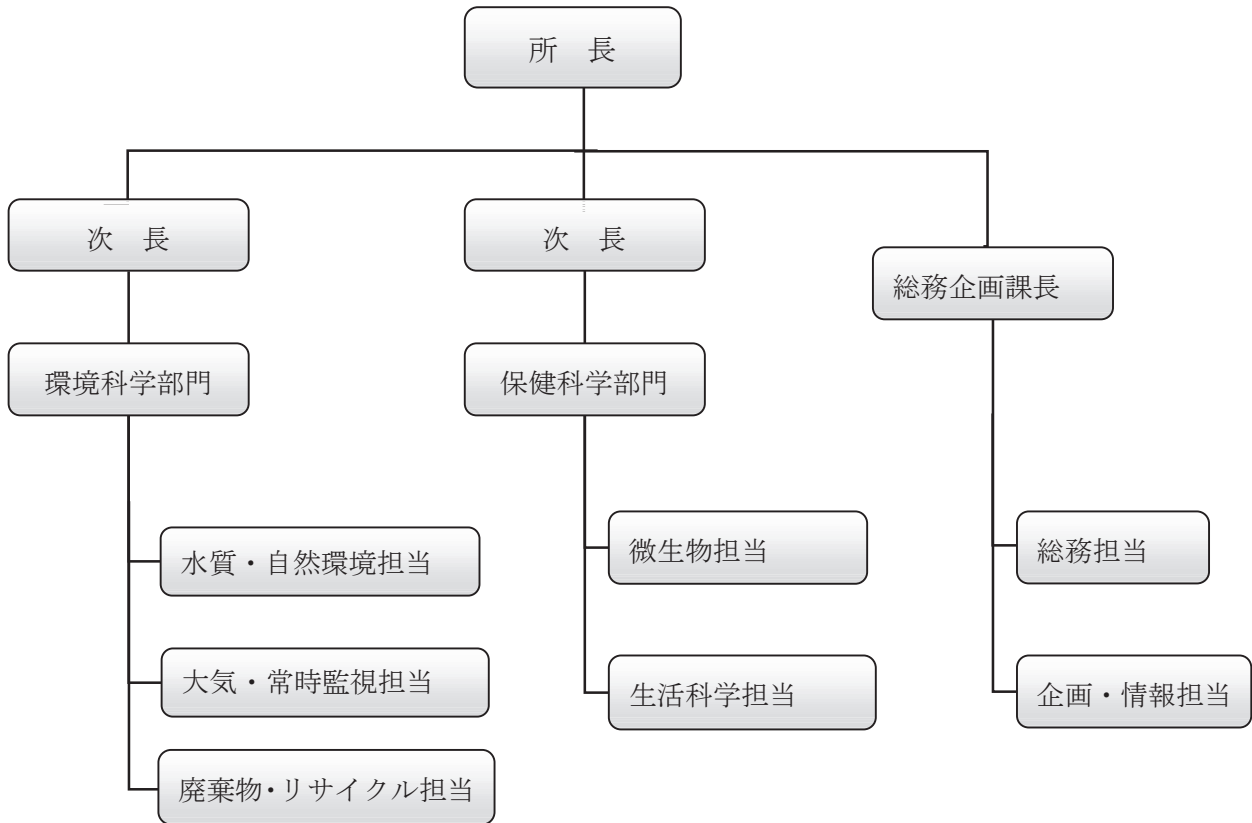 所　長
次　長
次　長
総務企画課長
環境科学部門
保健科学部門
水質・自然環境担当
微生物担当
総務担当
大気・常時監視担当
生活科学担当
企画・情報担当
廃棄物・リサイクル担当